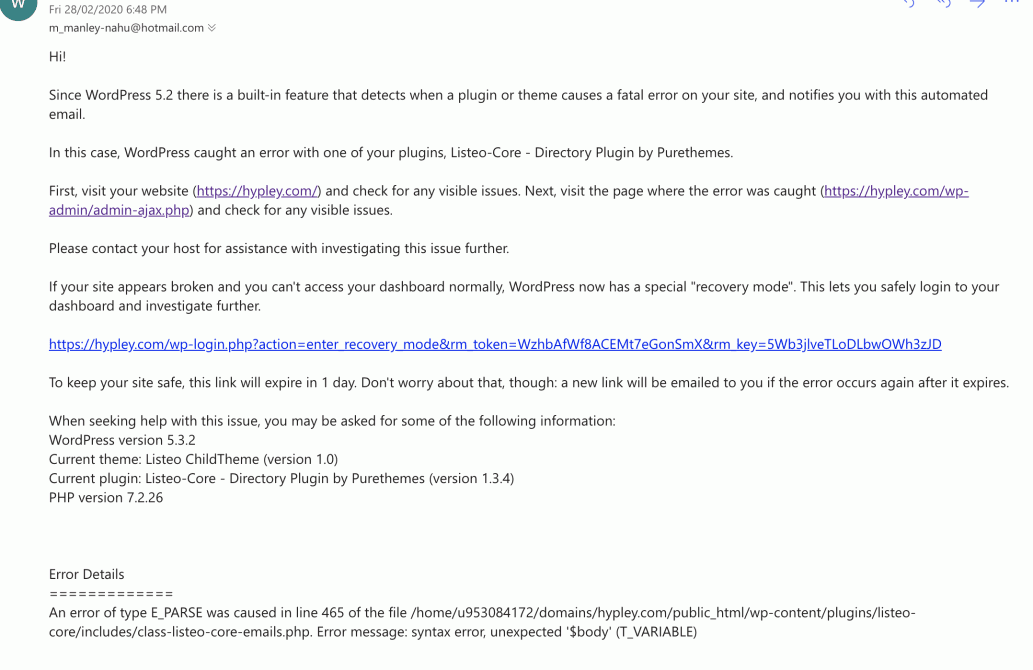 W
Fri 28/02/2020 6:48 PM
m_manley-nahu@hotmail.com
Hi!
Since WordPress 5.2 there is a built-in feature that detects when a plugin or theme causes a fatal error on your site, and notifies you with this automated
email.
In this case, WordPress caught an error with one of your plugins, Listeo-Core - Directory Plugin by Purethemes.
First, visit your website (https://hypley.com/) and check for any visible issues. Next, visit the page where the error was caught (https://hypley.com/wp-
admin/admin-ajax.php) and check for any visible issues.
Please contact your host for assistance with investigating this issue further.
If your site appears broken and you can't access your dashboard normally, WordPress now has a special "recovery mode". This lets you safely login to your
dashboard and investigate further.
https://hypley.com/wp-login.php?action=enter_recovery_mode&rm_token=WzhbAfWf8ACEMt7eGonSmX&rm_key=5Wb3jlveTLoDLbwOWh3zJD
To keep your site safe, this link will expire in 1 day. Don't worry about that, though: a new link will be emailed to you if the error occurs again after it expires.
When seeking help with this issue, you may be asked for some of the following information:
WordPress version 5.3.2
Current theme: Listeo ChildTheme (version 1.0)
Current plugin: Listeo-Core - Directory Plugin by Purethemes (version 1.3.4)
PHP version 7.2.26
Error Details
=============
An error of type E_PARSE was caused in line 465 of the file /home/u953084172/domains/hypley.com/public_html/wp-content/plugins/listeo-
core/includes/class-listeo-core-emails.php. Error message: syntax error, unexpected '$body' (T_VARIABLE)